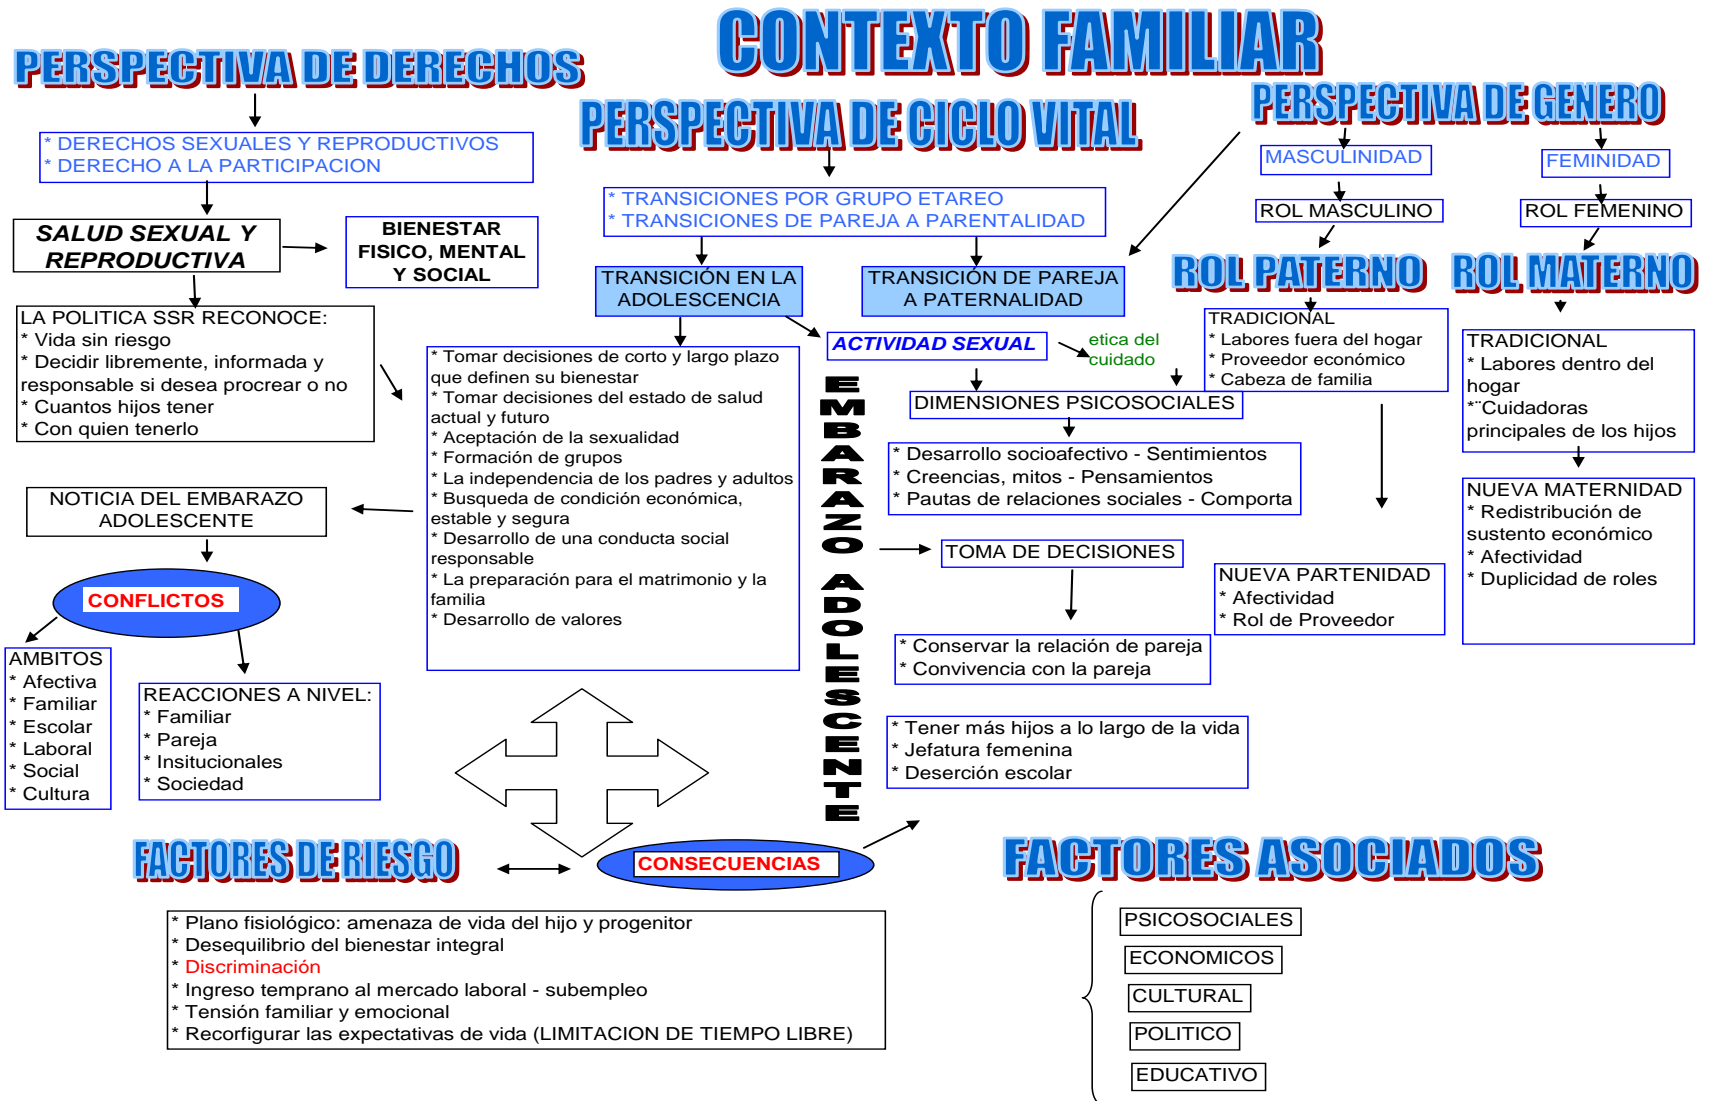 CONTEXTO FAMILIAR
PERSPECTIVA DE DERECHOS
* DERECHOS SEXUALES Y REPRODUCTIVOS
* DERECHO A LA PARTICIPACION
SALUD SEXUAL Y
REPRODUCTIVA
BIENESTAR
FISICO, MENTAL
Y SOCIAL
LA POLITICA SSR RECONOCE:
* Vida sin riesgo
* Decidir libremente, informada y
responsable si desea procrear o no
* Cuantos hijos tener
* Con quien tenerlo
NOTICIA DEL EMBARAZO
ADOLESCENTE
CONFLICTOS
AMBITOS
* Afectiva
* Familiar
* Escolar
* Laboral
* Social
* Cultura
REACCIONES A NIVEL:
* Familiar
* Pareja
* Insitucionales
* Sociedad
PERSPECTIVA DE CICLO VITAL
* TRANSICIONES POR GRUPO ETAREO
* TRANSICIONES DE PAREJA A PARENTALIDAD
TRANSICIÓN EN LA
ADOLESCENCIA
TRANSICIÓN DE PAREJA
A PATERNALIDAD
* Tomar decisiones de corto y largo plazo
que definen su bienestar
* Tomar decisiones del estado de salud
actual y futuro
* Aceptación de la sexualidad
* Formación de grupos
* La independencia de los padres y adultos
* Busqueda de condición económica,
estable y segura
* Desarrollo de una conducta social
responsable
* La preparación para el matrimonio y la
familia
* Desarrollo de valores
ACTIVIDAD SEXUAL
etica del
cuidado
EMBARAZO ADOLESCENTE
DIMENSIONES PSICOSOCIALES
* Desarrollo socioafectivo - Sentimientos
* Creencias, mitos - Pensamientos
* Pautas de relaciones sociales - Comporta
TOMA DE DECISIONES
* Conservar la relación de pareja
* Convivencia con la pareja
* Tener más hijos a lo largo de la vida
* Jefatura femenina
* Deserción escolar
PERSPECTIVA DE GENERO
MASCULINIDAD
FEMINIDAD
ROL MASCULINO
ROL FEMENINO
ROL PATERNO
ROL MATERNO
TRADICIONAL
* Labores fuera del hogar
* Proveedor económico
* Cabeza de familia
TRADICIONAL
* Labores dentro del
hogar
*¨Cuidadoras
principales de los hijos
NUEVA PARTENIDAD
* Afectividad
* Rol de Proveedor
NUEVA MATERNIDAD
* Redistribución de
sustento económico
* Afectividad
* Duplicidad de roles
FACTORES DE RIESGO
CONSECUENCIAS
* Plano fisiológico: amenaza de vida del hijo y progenitor
* Desequilibrio del bienestar integral
* Discriminación
* Ingreso temprano al mercado laboral - subempleo
* Tensión familiar y emocional
* Recorfigurar las expectativas de vida (LIMITACION DE TIEMPO LIBRE)
FACTORES ASOCIADOS
PSICOSOCIALES
ECONOMICOS
CULTURAL
POLITICO
EDUCATIVO